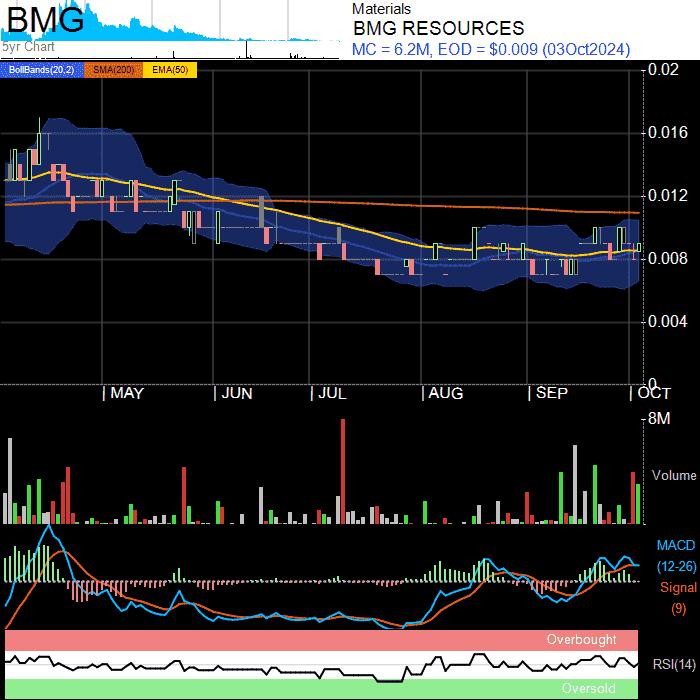 BMG
5yr Chart
Materials
BMG RESOURCES
MC = 6.2M, EOD = $0.009 (03Oct2024)
BollBands(20,2) SMA(200) EMA(50)
0.02
0.016
0.012
0.008
0.004
0
MAY JUN JUL AUG SEP OCT
8M
Volume
MACD
(12-26)
Signal
(9)
Overbought
RSI(14)
Oversold